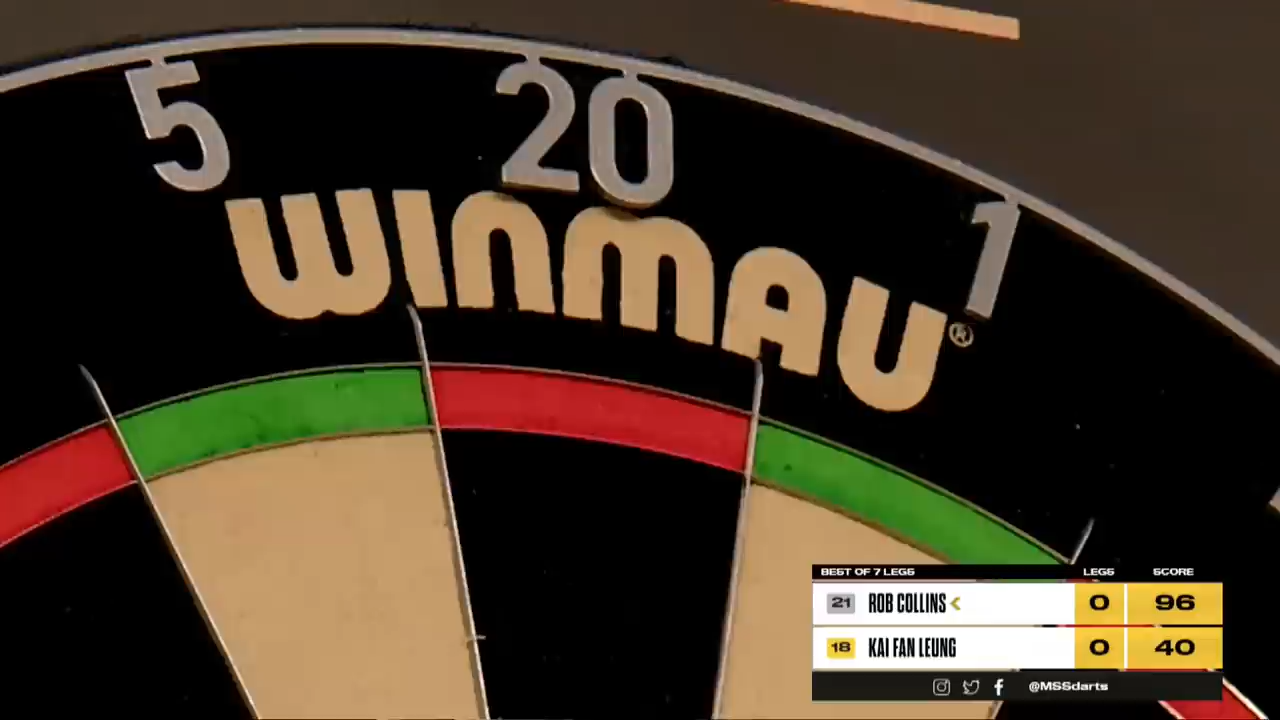 5 20 1
WINMAU®
BEST OF 7 LEGS LEGS SCORE
21 ROB COLLINS < 0 96
18 KAI FAN LEUNG 0 40
@MSSdarts